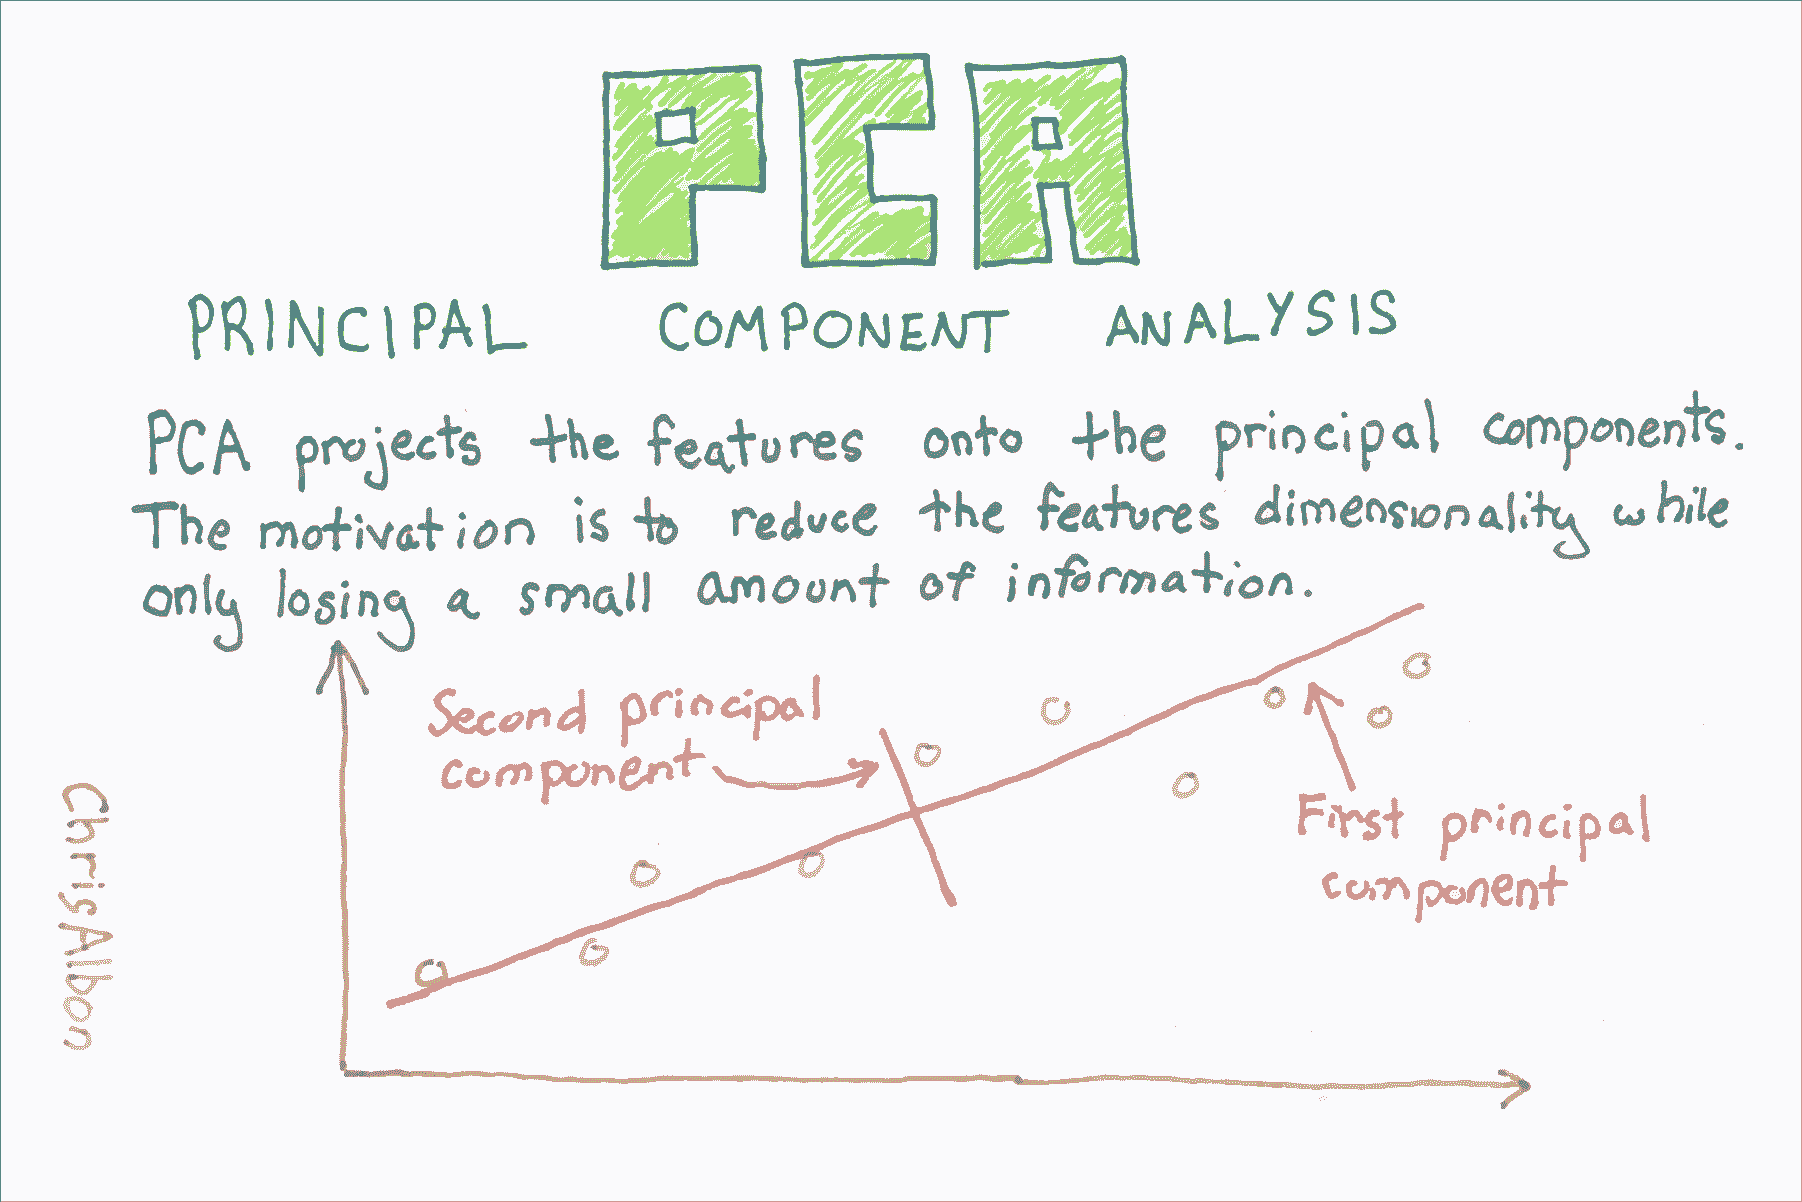 PCA
PRINCIPAL COMPONENT ANALYSIS
PCA projects the features onto the principal components.
The motivation is to reduce the features dimensionality while
only losing a small amount of information.
Second principal
component
First principal
component
ChrisAlbon